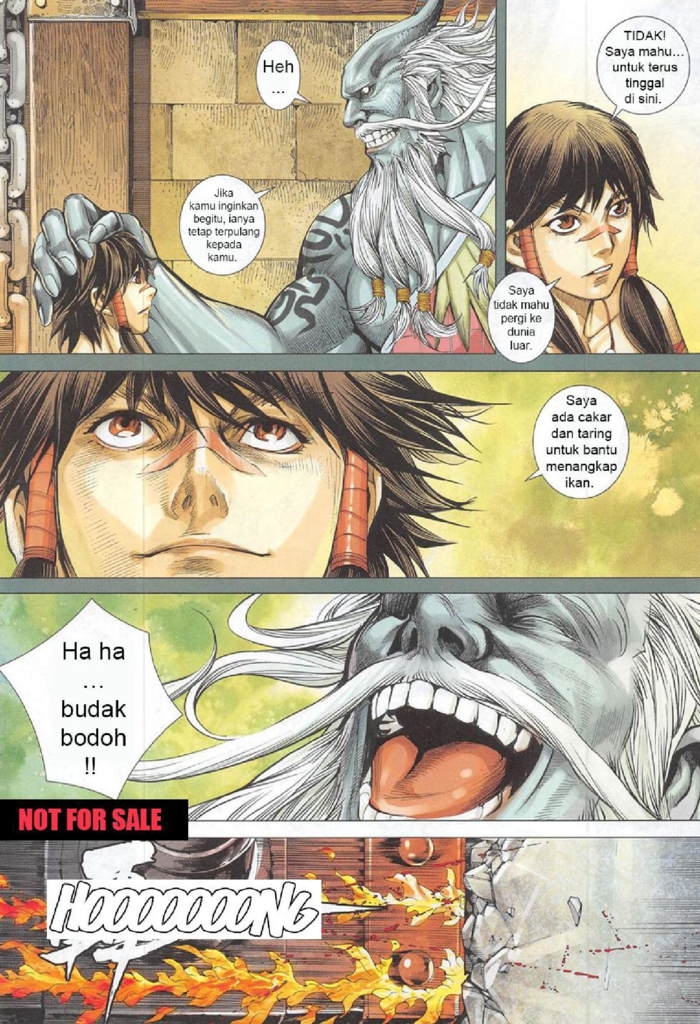 Heh
...
Jika
kamu inginkan
begitu, ianya
tetap terpulang
kepada
kamu.
TIDAK!
Saya mahu...
untuk terus
tinggal
di sini.
Saya
tidak mahu
pergi ke
dunia
luar.
Saya
ada cakar
dan taring
untuk bantu
menangkap
ikan.
Ha ha
...
budak
bodoh
!!
NOT FOR SALE
HOOOOOOONG